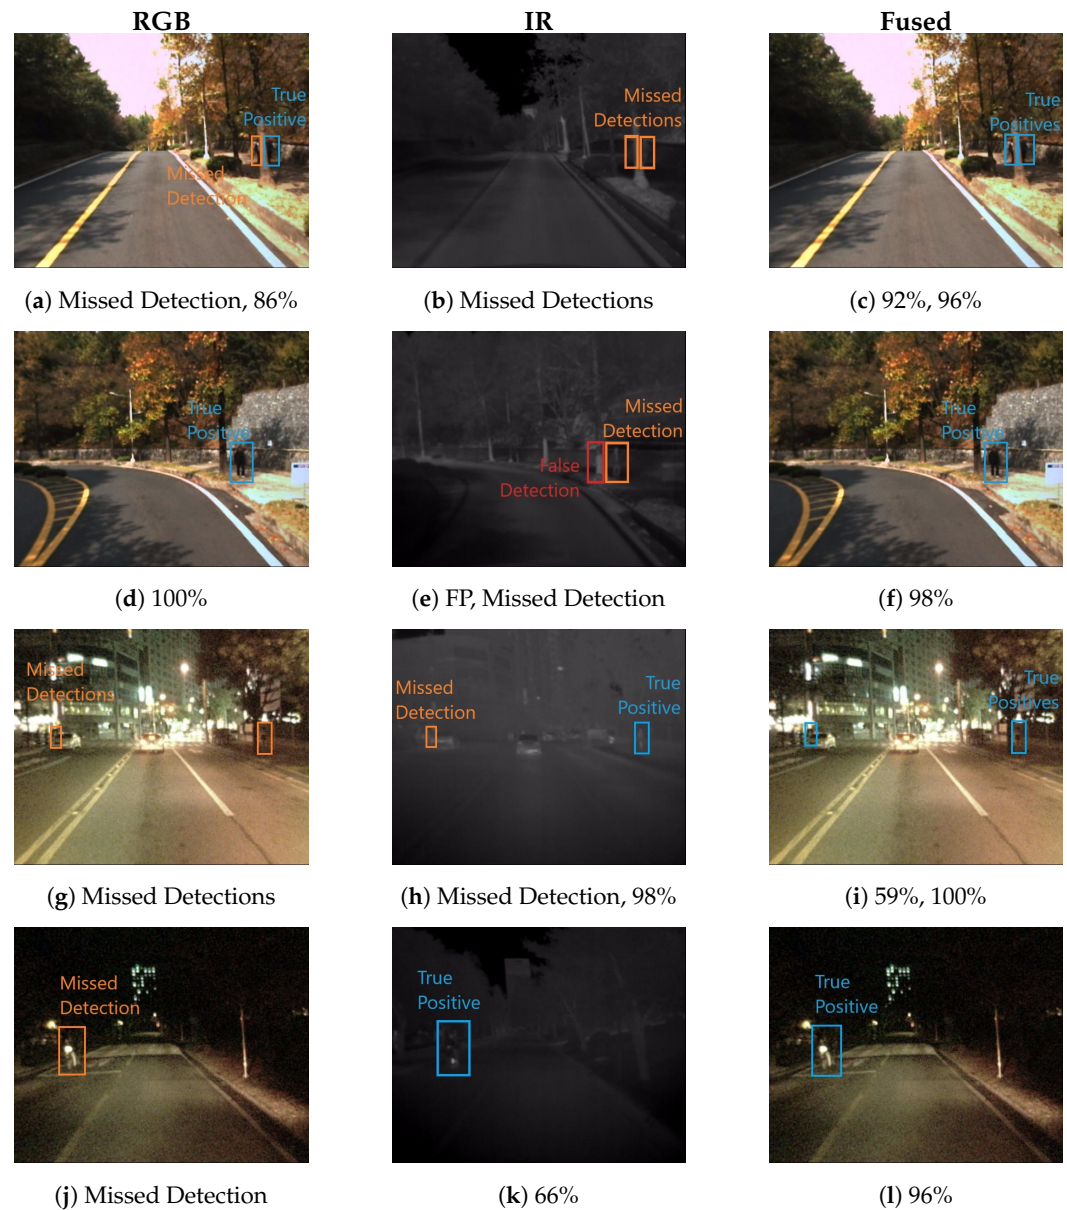 RGB IR Fused
True
Positive
Missed
Detection
Missed
Detections
True
Positives
(a) Missed Detection, 86%
(b) Missed Detections
(c) 92%, 96%
True
Positive
Missed
Detection
False
Detection
True
Positive
(d) 100%
(e) FP, Missed Detection
(f) 98%
Missed
Detections
Missed
Detection
True
Positive
True
Positives
(g) Missed Detections
(h) Missed Detection, 98%
(i) 59%, 100%
Missed
Detection
True
Positive
True
Positive
(j) Missed Detection
(k) 66%
(l) 96%